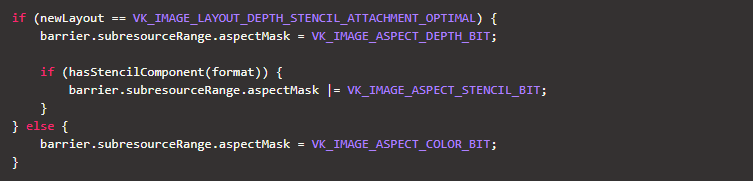 if (newLayout == VK_IMAGE_LAYOUT_DEPTH_STENCIL_ATTACHMENT_OPTIMAL) {
    barrier.subresourceRange.aspectMask = VK_IMAGE_ASPECT_DEPTH_BIT;

    if (hasStencilComponent(format)) {
        barrier.subresourceRange.aspectMask |= VK_IMAGE_ASPECT_STENCIL_BIT;
    }
} else {
    barrier.subresourceRange.aspectMask = VK_IMAGE_ASPECT_COLOR_BIT;
}